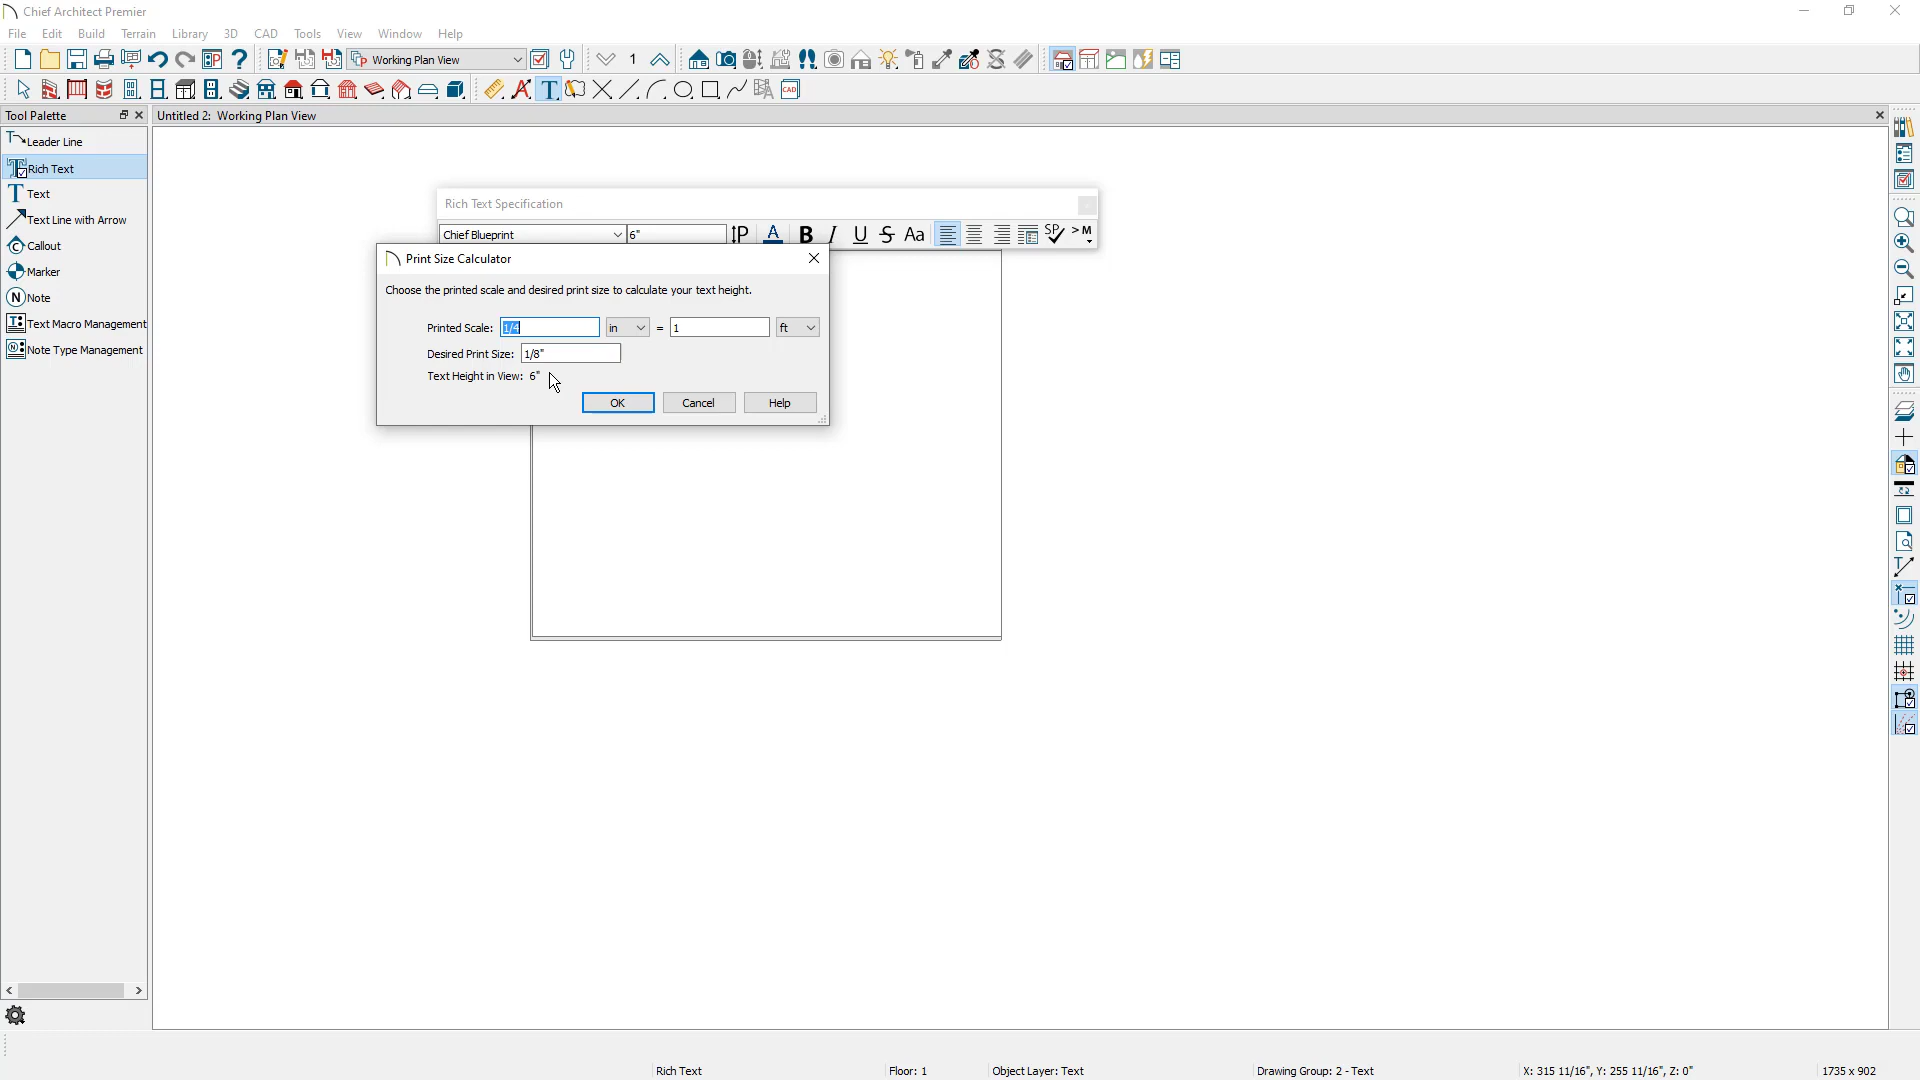 Chief Architect Premier
File Edit Build Terrain Library 3D CAD Tools View Window Help
Working Plan View
1
CAD
Tool Palette
Untitled 2: Working Plan View
Leader Line
Rich Text
Text
Text Line with Arrow
Callout
Marker
Note
Text Macro Management
Note Type Management
Rich Text Specification
Chief Blueprint 6"
Print Size Calculator
Choose the printed scale and desired print size to calculate your text height.
Printed Scale: 1/4 in = 1 ft
Desired Print Size: 1/8"
Text Height in View: 6"
OK Cancel Help
Rich Text Floor: 1 Object Layer: Text Drawing Group: 2 - Text X: 315 11/16", Y: 255 11/16", Z: 0" 1735 x 902